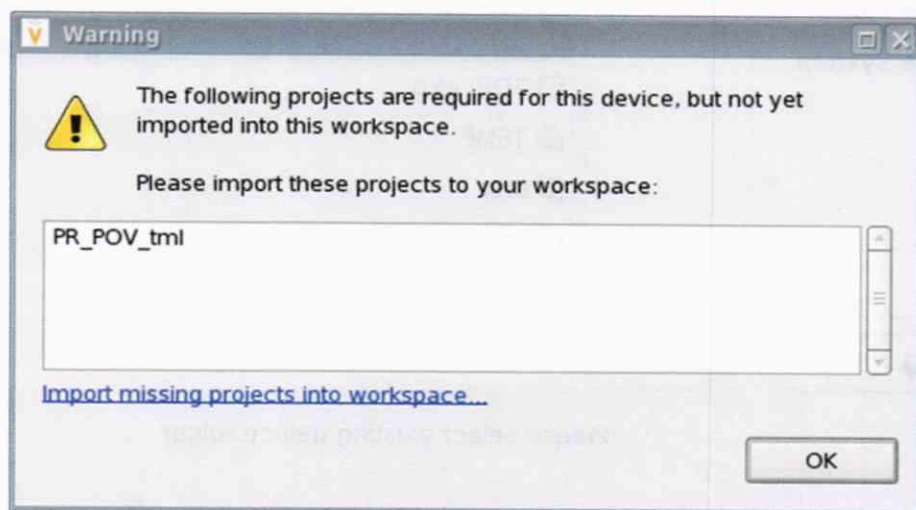 Warning
The following projects are required for this device, but not yet
imported into this workspace.
Please import these projects to your workspace:
PR_POV_tml
Import missing projects into workspace...
OK